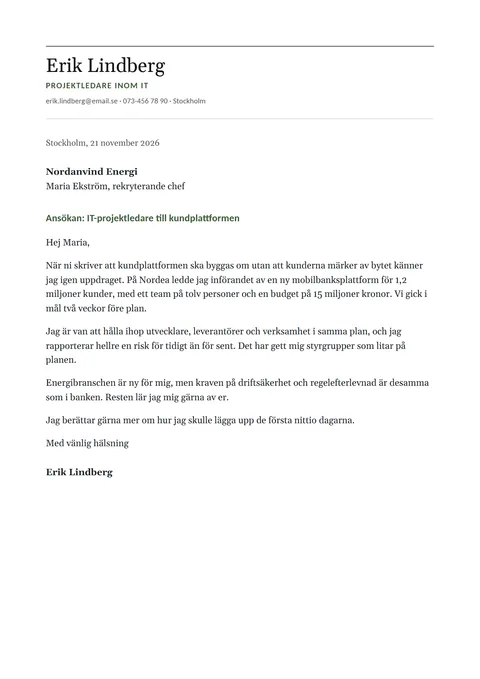 Erik Lindberg
PROJEKTLEDARE INOM IT
erik.lindberg@email.se · 073-456 78 90 · Stockholm
Stockholm, 21 november 2026
Nordanvind Energi
Maria Ekström, rekryterande chef
Ansökan: IT-projektledare till kundplattformen
Hej Maria,
När ni skriver att kundplattformen ska byggas om utan att kunderna märker av bytet känner
jag igen uppdraget. På Nordea ledde jag införandet av en ny mobilbanksplattform för 1,2
miljoner kunder, med ett team på tolv personer och en budget på 15 miljoner kronor. Vi gick i
mål två veckor före plan.
Jag är van att hålla ihop utvecklare, leverantörer och verksamhet i samma plan, och jag
rapporterar hellre en risk för tidigt än för sent. Det har gett mig styrgrupper som litar på
planen.
Energibranschen är ny för mig, men kraven på driftsäkerhet och regelefterlevnad är desamma
som i banken. Resten lär jag mig gärna av er.
Jag berättar gärna mer om hur jag skulle lägga upp de första nittio dagarna.
Med vänlig hälsning
Erik Lindberg